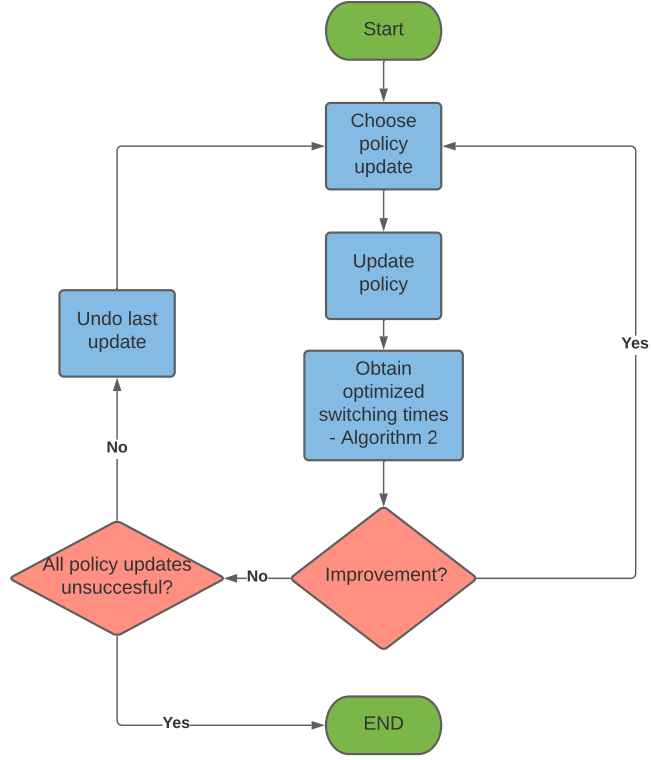 Start
Choose
policy
update
Update
policy
Undo last
update
Yes
Obtain
optimized
switching times
- Algorithm 2
No
All policy updates
unsuccesful?
No
Improvement?
Yes
END